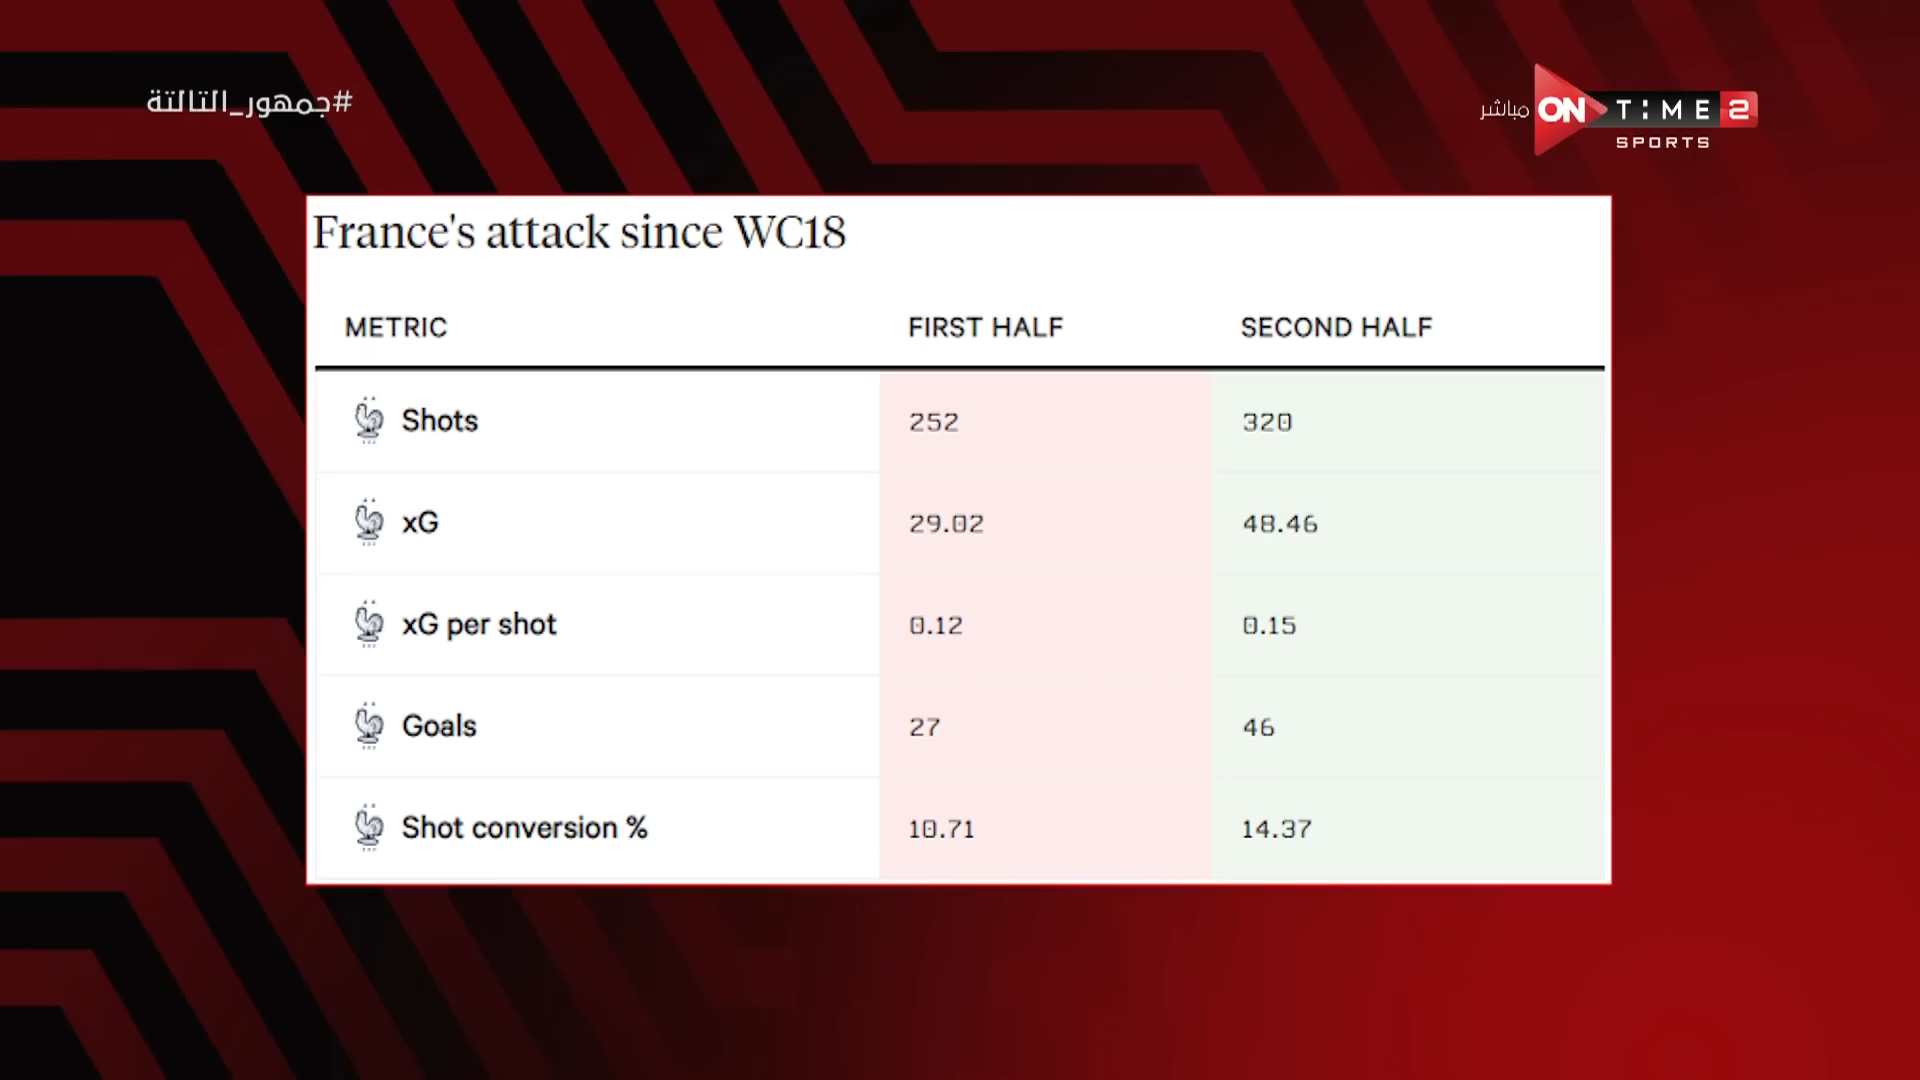 #جمهور_التالتة
مباشر ON TIME 2
SPORTS
France's attack since WC18
METRIC FIRST HALF SECOND HALF
Shots 252 320
xG 29.02 48.46
xG per shot 0.12 0.15
Goals 27 46
Shot conversion % 10.71 14.37